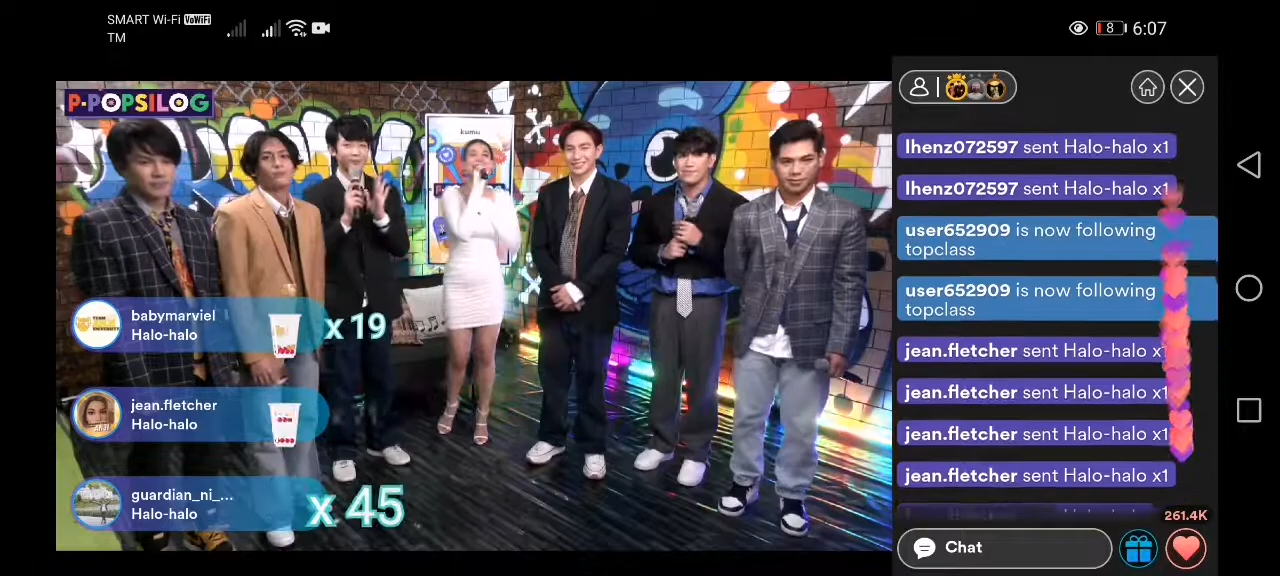 SMART Wi-Fi VoWiFi
TM
8
6:07
P-POPSILOG
kumu
babymarviel
Halo-halo
x 19
jean.fletcher
Halo-halo
guardian_ni_...
Halo-halo
x 45
lhenz072597 sent Halo-halo x1
lhenz072597 sent Halo-halo x1
user652909 is now following
topclass
user652909 is now following
topclass
jean.fletcher sent Halo-halo x1
jean.fletcher sent Halo-halo x1
jean.fletcher sent Halo-halo x1
jean.fletcher sent Halo-halo x1
261.4K
Chat